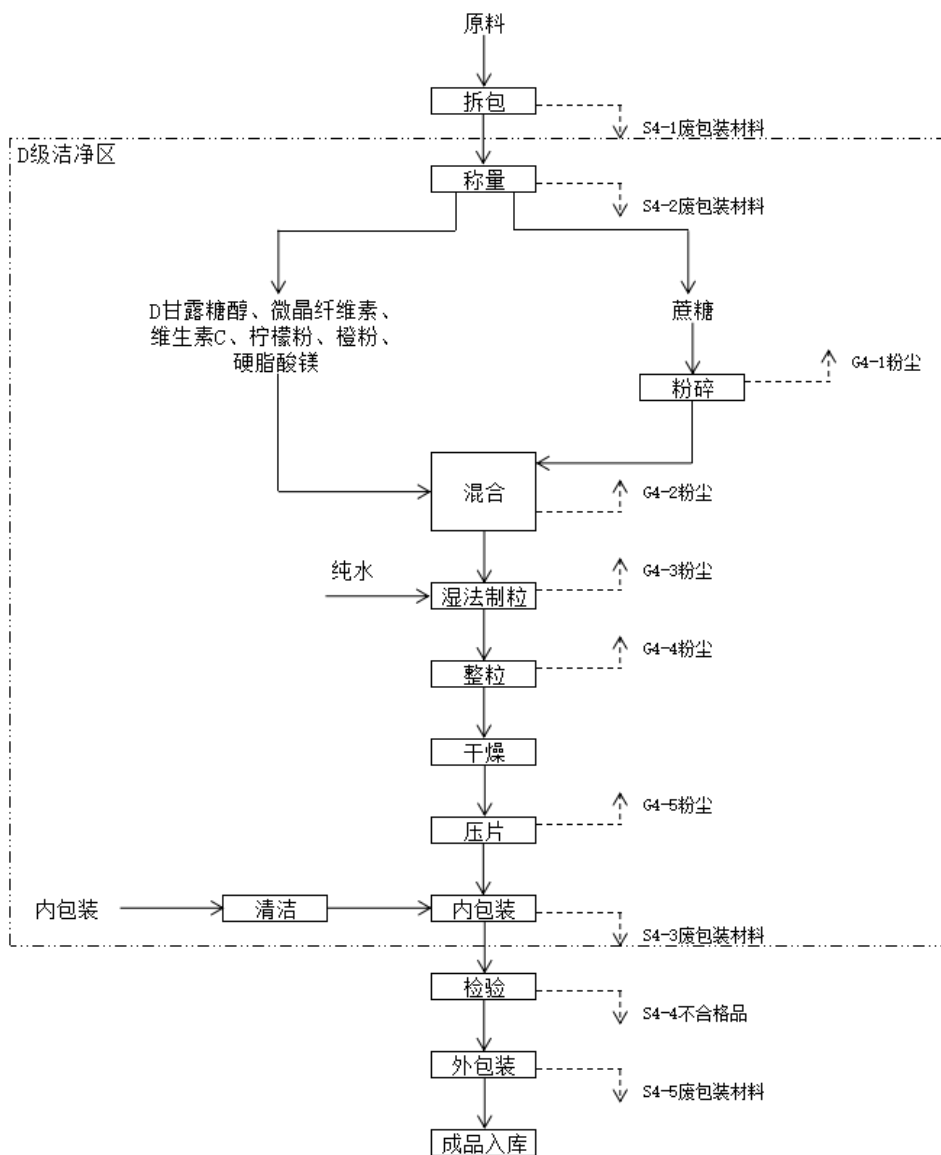 原料
拆包
S4-1废包装材料
D级洁净区
称量
S4-2废包装材料
D甘露糖醇、微晶纤维素、
维生素C、柠檬粉、橙粉、
硬脂酸镁
蔗糖
G4-1粉尘
粉碎
混合
G4-2粉尘
纯水
G4-3粉尘
湿法制粒
G4-4粉尘
整粒
干燥
G4-5粉尘
压片
内包装
清洁
内包装
S4-3废包装材料
检验
S4-4不合格品
外包装
S4-5废包装材料
成品入库